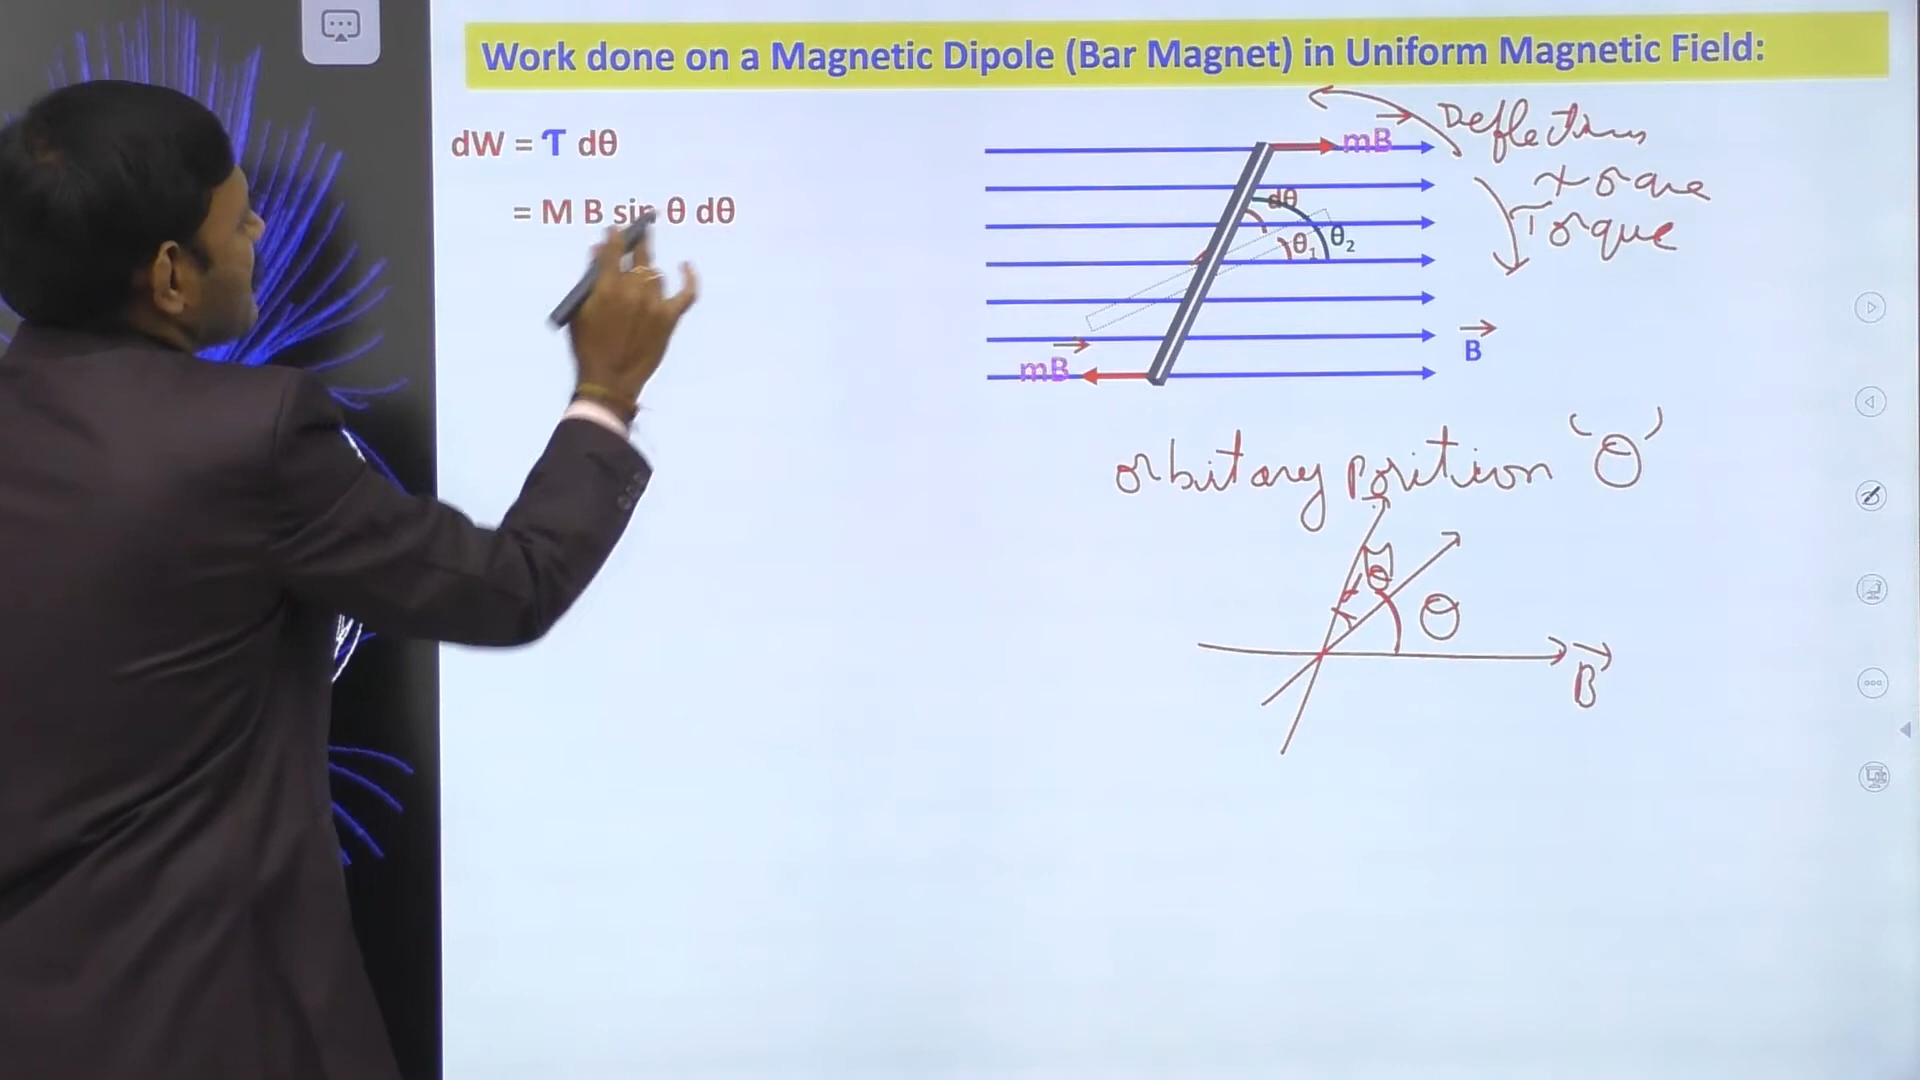 Work done on a Magnetic Dipole (Bar Magnet) in Uniform Magnetic Field:
dW = Ƭ dθ
= M B sin θ dθ
Deflection
mB
Torque
Torque
dθ
θ₁ θ₂
B
mB
orbitary position 'θ'
θ
θ
B